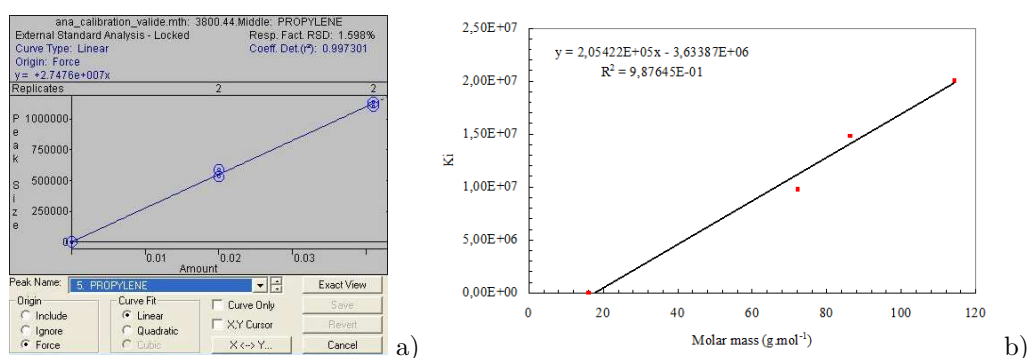 ana_calibration_valide.mth: 3800.44.Middle: PROPYLENE
External Standard Analysis - Locked Resp. Fact. RSD: 1.598%
Curve Type: Linear Coeff. Det.(r²): 0.997301
Origin: Force
y = +2.7476e+007x
Replicates 2 2
Peak Size
1000000
750000
500000
250000
0
0.01 0.02 0.03
Amount
Peak Name: 5. PROPYLENE Exact View
Origin Curve Fit Curve Only Save
Include Linear X,Y Cursor Revert
Ignore Quadratic
Force Cubic X <--> Y... Cancel
a)
2,50E+07
y = 2,05422E+05x - 3,63387E+06
R² = 9,87645E-01
2,00E+07
1,50E+07
Ki
1,00E+07
5,00E+06
0,00E+00
0 20 40 60 80 100 120
Molar mass (g.mol⁻¹)
b)